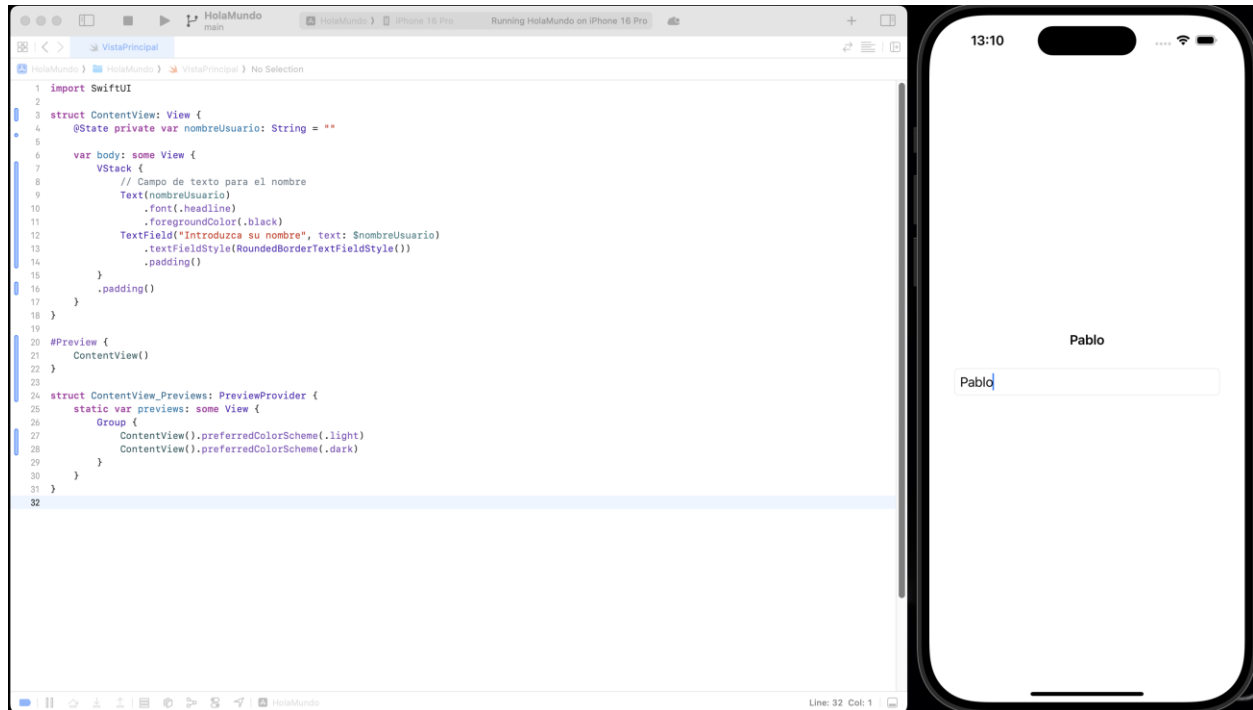 HolaMundo
main
HolaMundo 〉 iPhone 16 Pro
Running HolaMundo on iPhone 16 Pro
VistaPrincipal
HolaMundo 〉 HolaMundo 〉 VistaPrincipal 〉 No Selection
1 import SwiftUI
2
3 struct ContentView: View {
4     @State private var nombreUsuario: String = ""
5
6     var body: some View {
7         VStack {
8             // Campo de texto para el nombre
9             Text(nombreUsuario)
10                 .font(.headline)
11                 .foregroundColor(.black)
12             TextField("Introduzca su nombre", text: $nombreUsuario)
13                 .textFieldStyle(RoundedBorderTextFieldStyle())
14                 .padding()
15         }
16         .padding()
17     }
18 }
19
20 #Preview {
21     ContentView()
22 }
23
24 struct ContentView_Previews: PreviewProvider {
25     static var previews: some View {
26         Group {
27             ContentView().preferredColorScheme(.light)
28             ContentView().preferredColorScheme(.dark)
29         }
30     }
31 }
32
HolaMundo
Line: 32 Col: 1
13:10
Pablo
Pablo